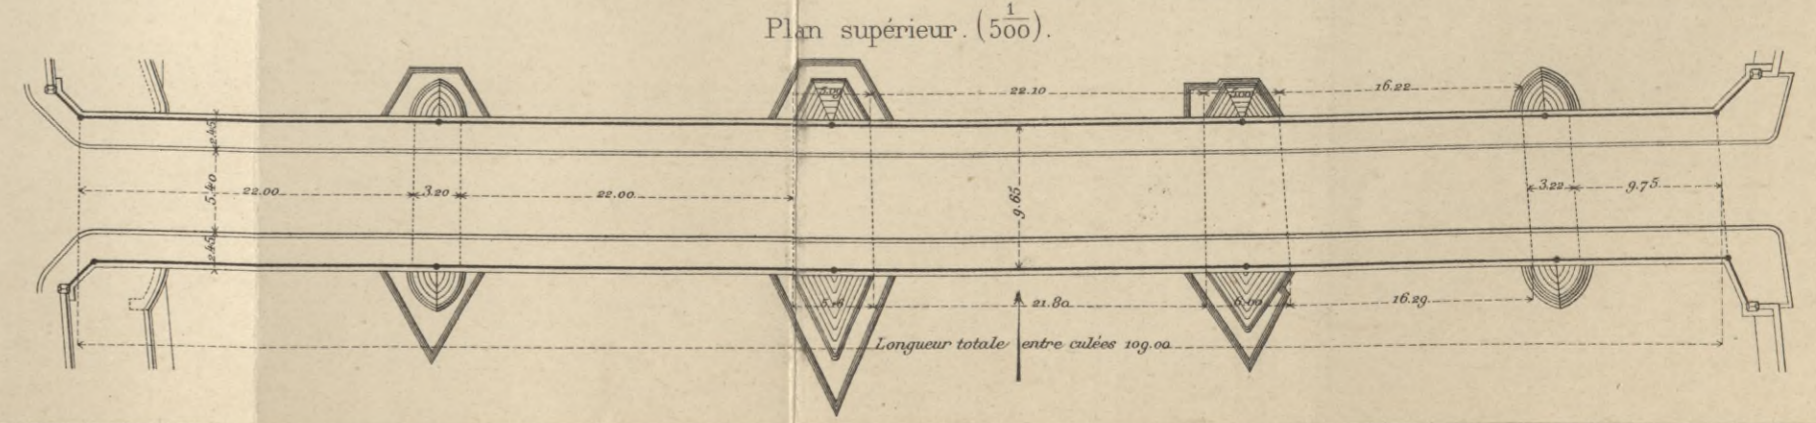 Plan supérieur. (1/500).
5.09 22.10 5.00 16.22
2.45
22.00 5.40 3.20 22.00 9.65 3.22 9.75
2.45
5.16 21.80 6.00 16.29
Longueur totale entre culées 109.00